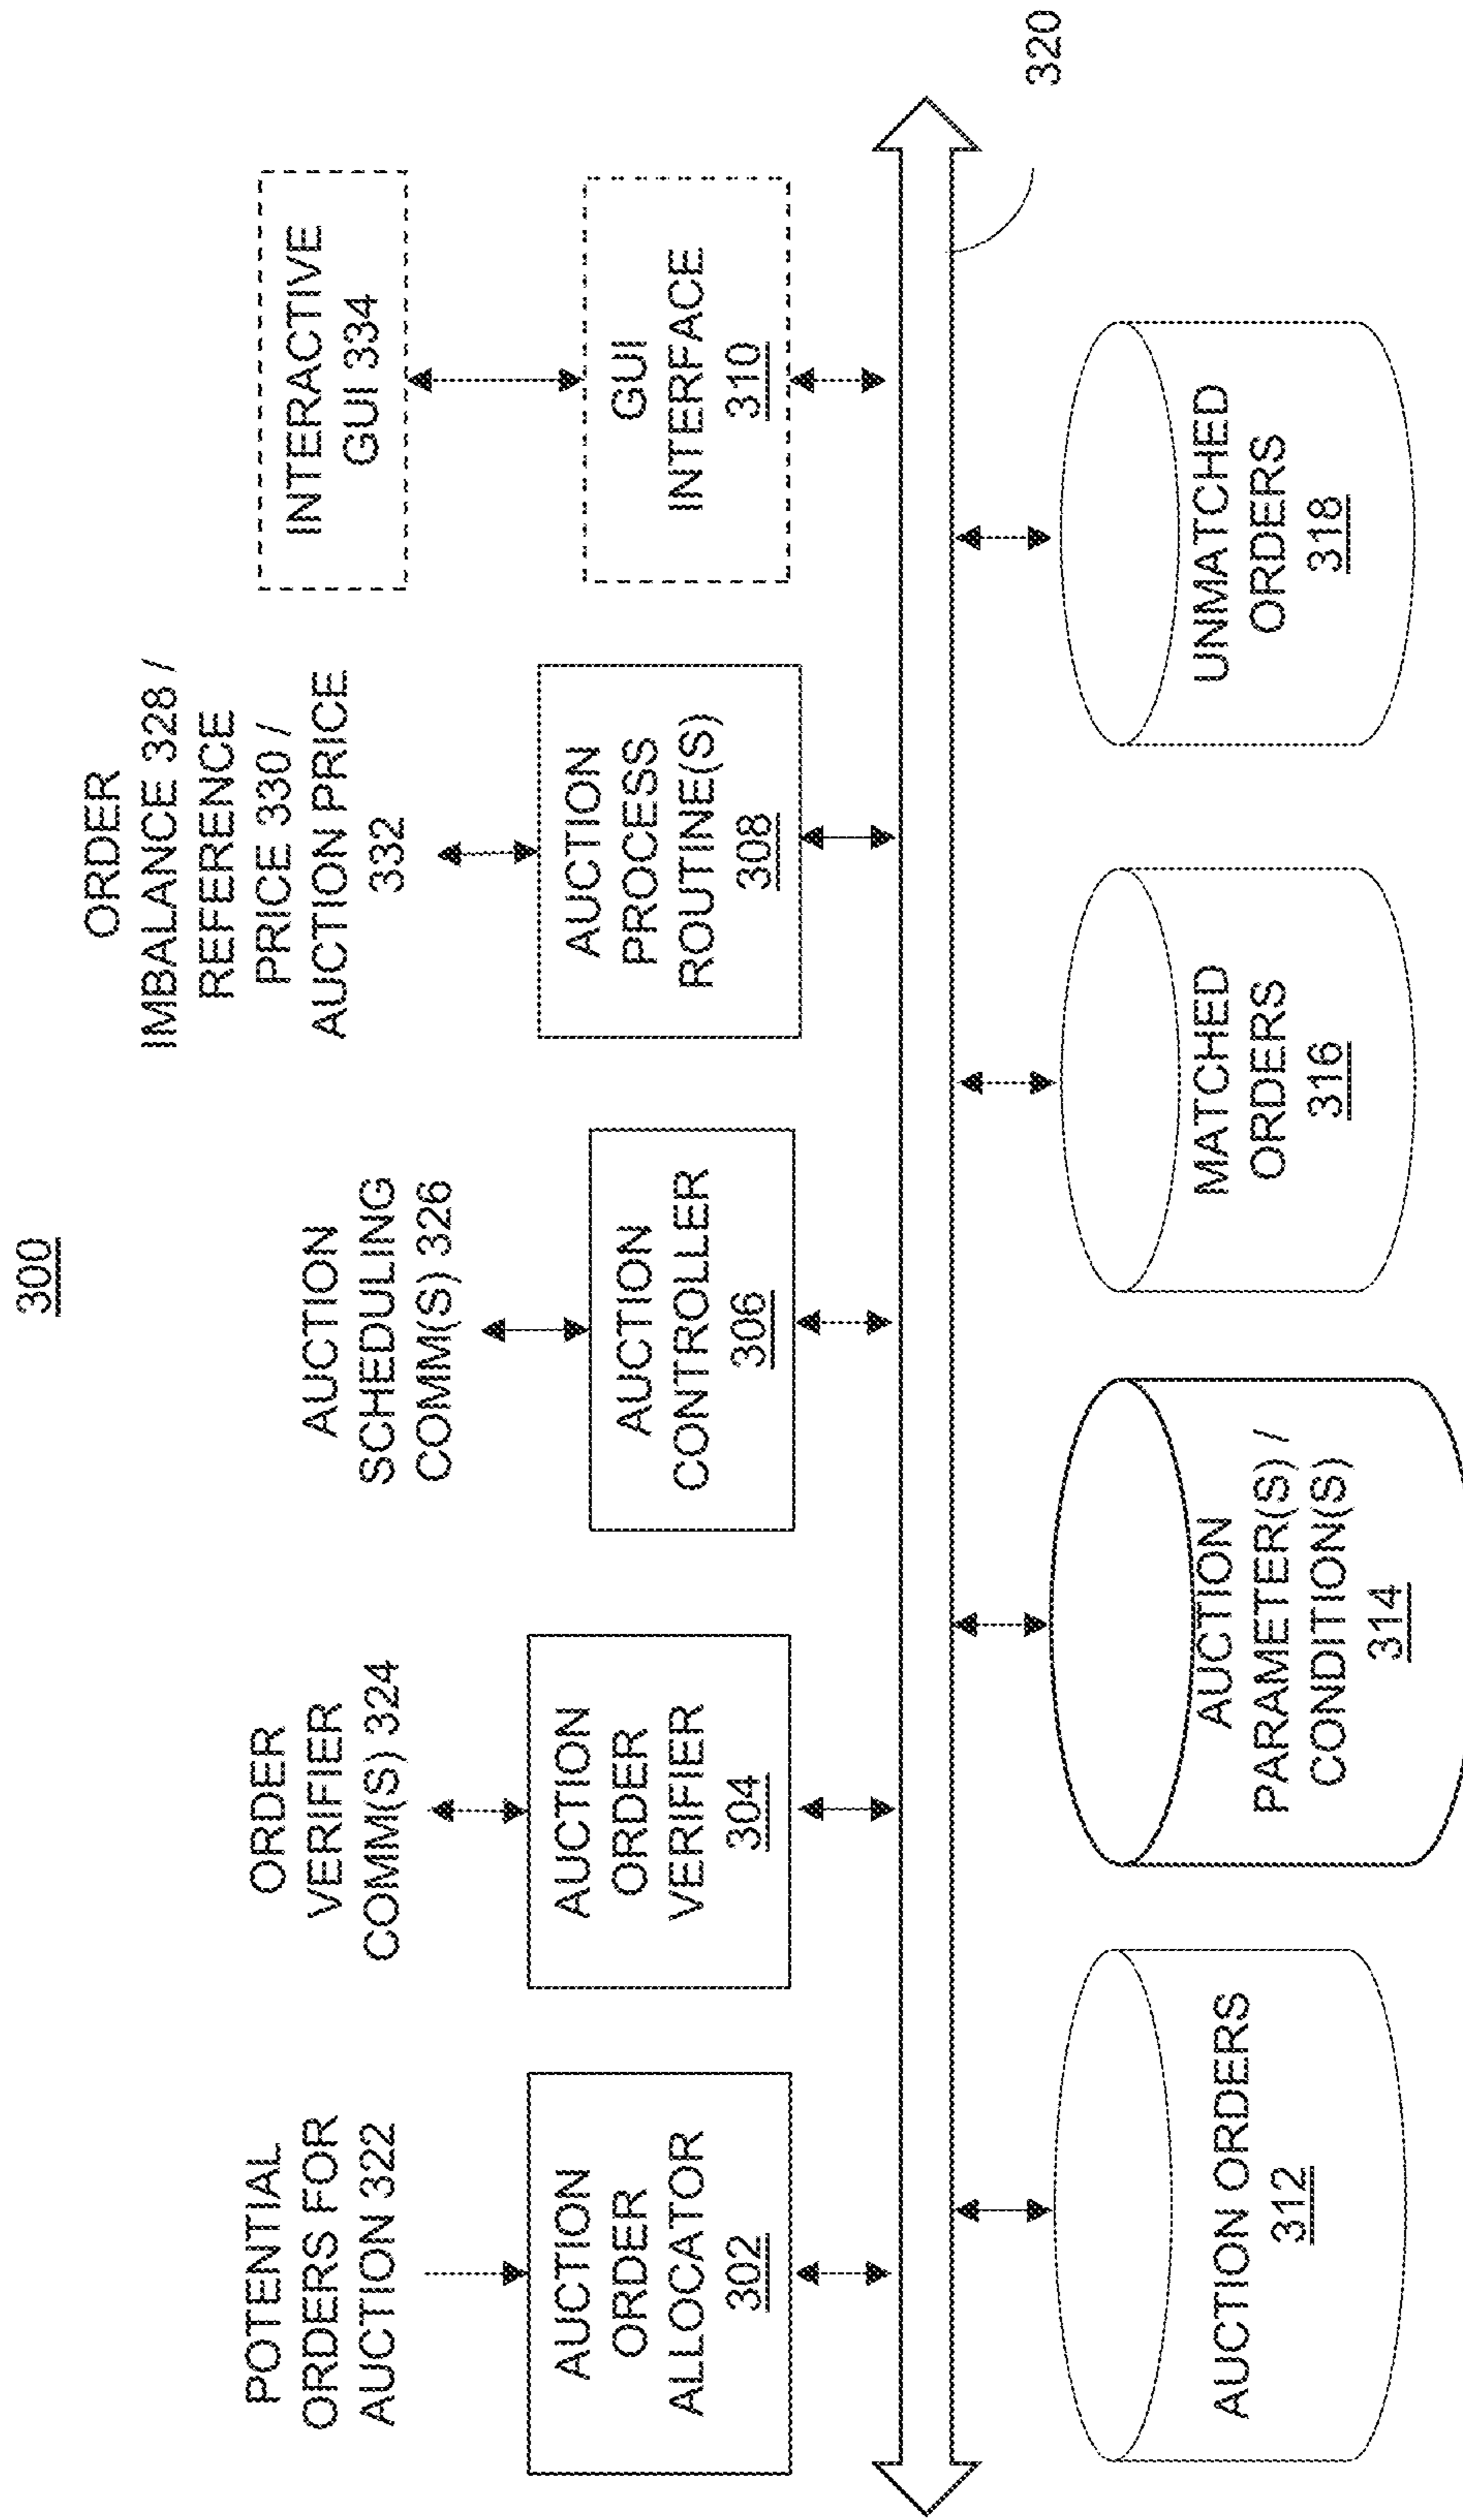 300
POTENTIAL
ORDERS FOR
AUCTION 322
ORDER
VERIFIER
COMM(S) 324
AUCTION
SCHEDULING
COMM(S) 326
ORDER
IMBALANCE 328 /
REFERENCE
PRICE 330 /
AUCTION PRICE
332
INTERACTIVE
GUI 334
AUCTION
ORDER
ALLOCATOR
302
AUCTION
ORDER
VERIFIER
304
AUCTION
CONTROLLER
306
AUCTION
PROCESS
ROUTINE(S)
308
GUI
INTERFACE
310
320
AUCTION ORDERS
312
AUCTION
PARAMETER(S) /
CONDITION(S)
314
MATCHED
ORDERS
316
UNMATCHED
ORDERS
318